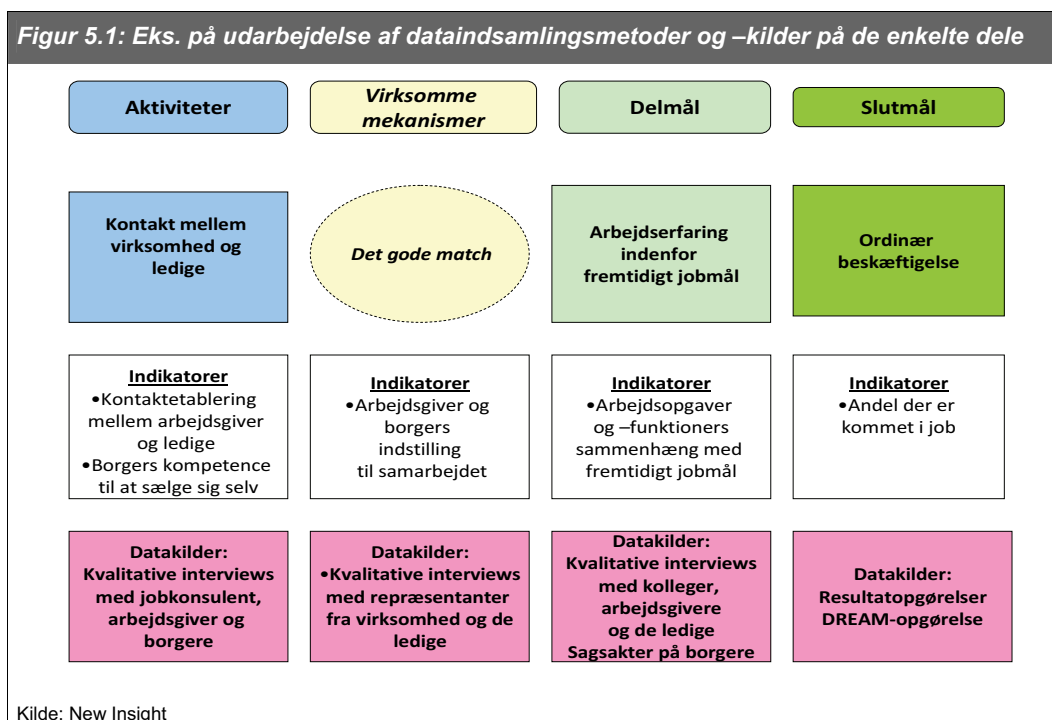 Figur 5.1: Eks. på udarbejdelse af dataindsamlingsmetoder og –kilder på de enkelte dele
Aktiviteter
Virksomme
mekanismer
Delmål
Slutmål
Kontakt mellem
virksomhed og
ledige
Det gode match
Arbejdserfaring
indenfor
fremtidigt jobmål
Ordinær
beskæftigelse
Indikatorer
•Kontaktetablering
mellem arbejdsgiver
og ledige
•Borgers kompetence
til at sælge sig selv
Indikatorer
•Arbejdsgiver og
borgers
indstilling
til samarbejdet
Indikatorer
•Arbejdsopgaver
og –funktioners
sammenhæng med
fremtidigt jobmål
Indikatorer
•Andel der er
kommet i job
Datakilder:
Kvalitative interviews
med jobkonsulent,
arbejdsgiver og
borgere
Datakilder:
•Kvalitative interviews
med repræsentanter
fra virksomhed og de
ledige
Datakilder:
Kvalitative interviews
med kolleger,
arbejdsgivere
og de ledige
Sagsakter på borgere
Datakilder:
Resultatopgørelser
DREAM-opgørelse
Kilde: New Insight